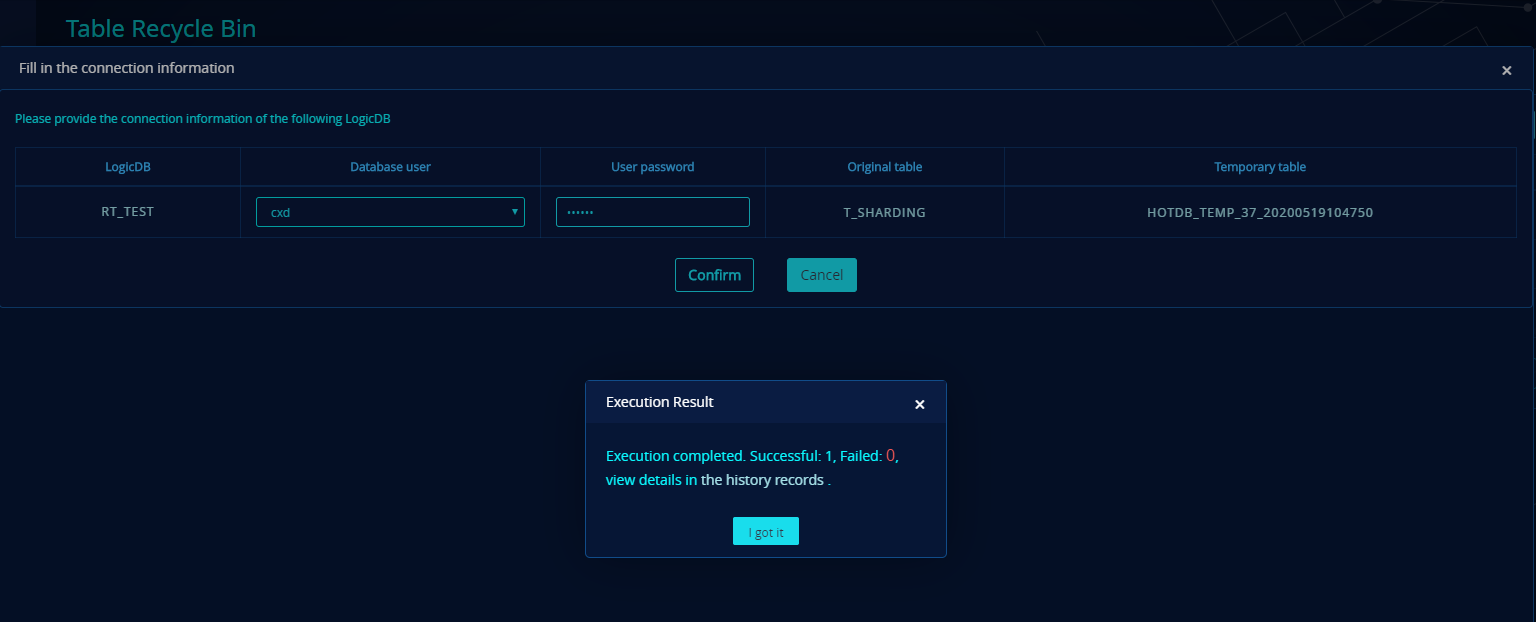 Table Recycle Bin
Fill in the connection information ×
Please provide the connection information of the following LogicDB
LogicDB Database user User password Original table Temporary table
RT_TEST cxd ▾ •••••• T_SHARDING HOTDB_TEMP_37_20200519104750
Confirm Cancel
Execution Result ×
Execution completed. Successful: 1, Failed: 0,
view details in the history records .
I got it